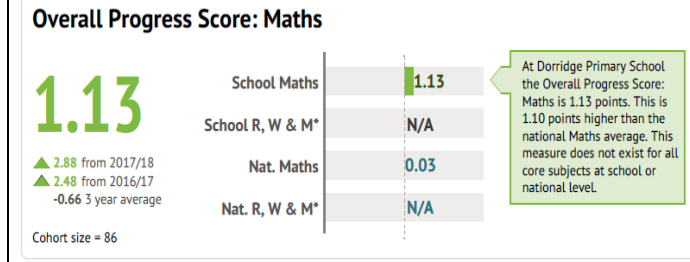 Overall Progress Score: Maths
1.13
▲ 2.88 from 2017/18
▲ 2.48 from 2016/17
-0.66 3 year average
Cohort size = 86
School Maths
1.13
School R, W & M*
N/A
Nat. Maths
0.03
Nat. R, W & M*
N/A
At Dorridge Primary School
the Overall Progress Score:
Maths is 1.13 points. This is
1.10 points higher than the
national Maths average. This
measure does not exist for all
core subjects at school or
national level.